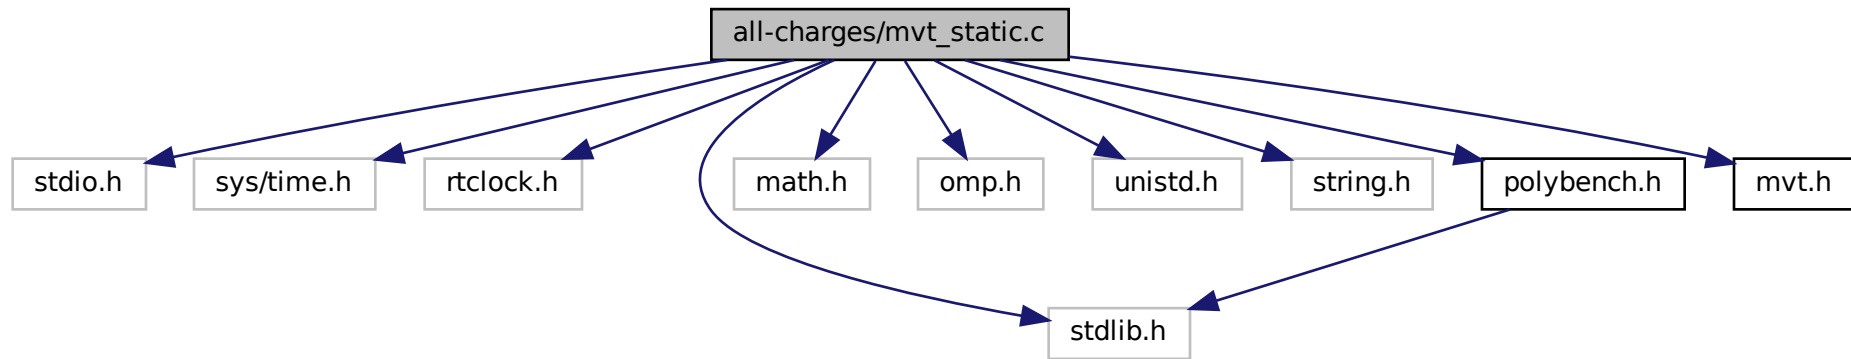 all-charges/mvt_static.c
stdio.h
sys/time.h
rtclock.h
math.h
omp.h
unistd.h
string.h
polybench.h
mvt.h
stdlib.h